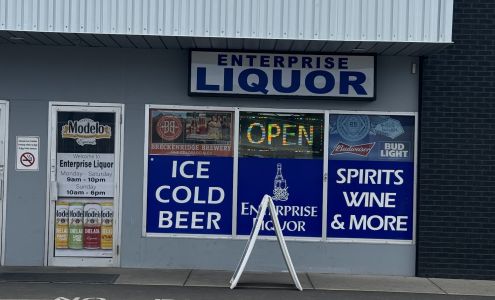 ENTERPRISE
LIQUOR
Modelo
Welcome To
Enterprise Liquor
Monday - Saturday
9am - 10pm
Sunday
10am - 6pm
Modelo
BRECKENRIDGE BREWERY
OPEN
Budweiser
BUD LIGHT
ICE
COLD
BEER
ENTERPRISE
LIQUOR
SPIRITS
WINE
& MORE